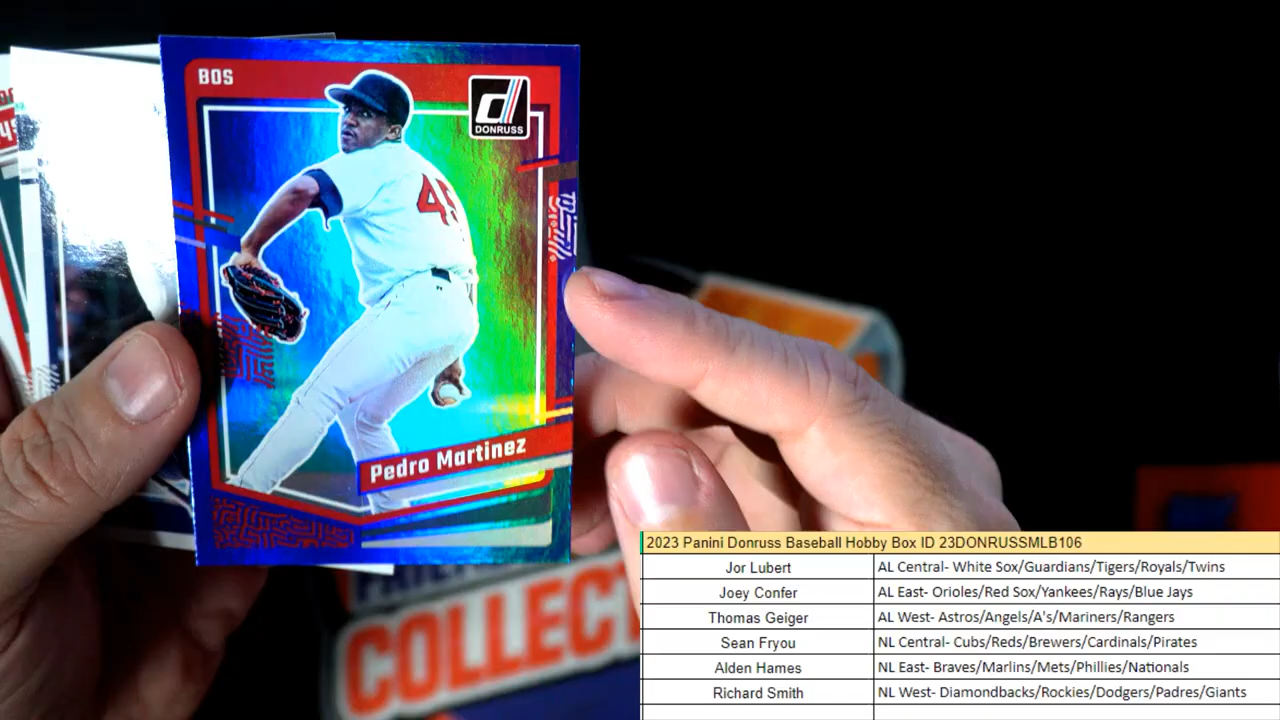 BOS
DONRUSS
45
Pedro Martinez
COLLECT
2023 Panini Donruss Baseball Hobby Box ID 23DONRUSSMLB106
Jor Lubert AL Central- White Sox/Guardians/Tigers/Royals/Twins
Joey Confer AL East- Orioles/Red Sox/Yankees/Rays/Blue Jays
Thomas Geiger AL West- Astros/Angels/A's/Mariners/Rangers
Sean Fryou NL Central- Cubs/Reds/Brewers/Cardinals/Pirates
Alden Hames NL East- Braves/Marlins/Mets/Phillies/Nationals
Richard Smith NL West- Diamondbacks/Rockies/Dodgers/Padres/Giants